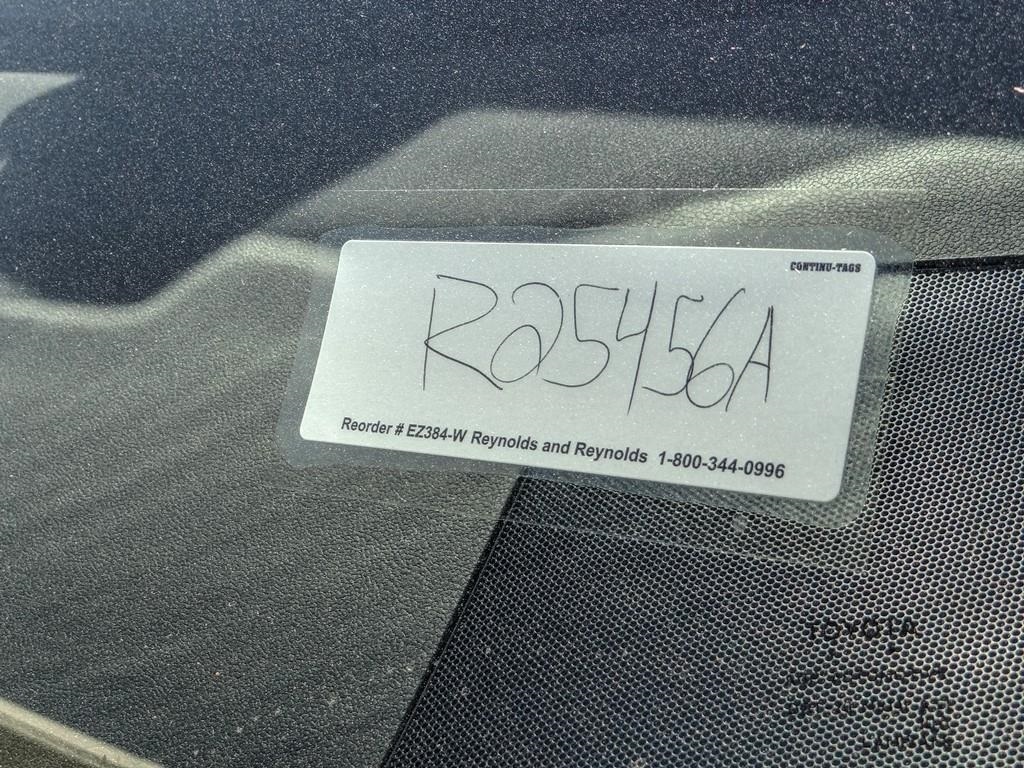 CONTINU-TAGS
R25456A
Reorder # EZ384-W Reynolds and Reynolds 1-800-344-0996
TOYOTA